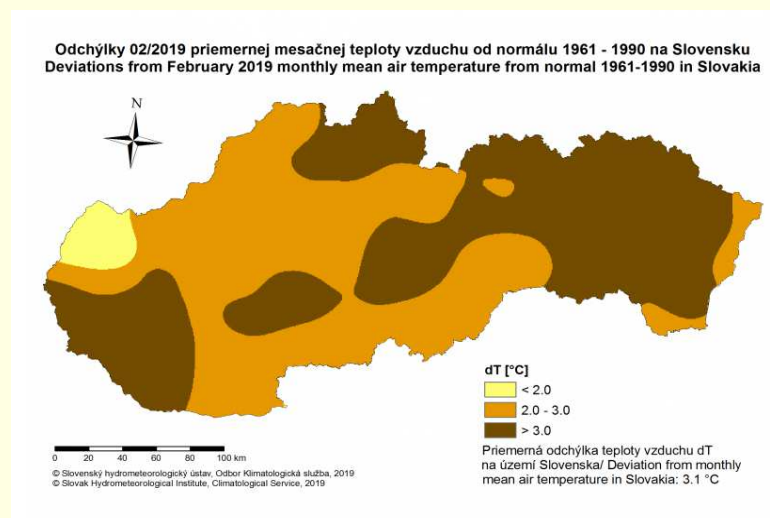 Odchýlky 02/2019 priemernej mesačnej teploty vzduchu od normálu 1961 - 1990 na Slovensku
Deviations from February 2019 monthly mean air temperature from normal 1961-1990 in Slovakia
N
dT [°C]
< 2.0
2.0 - 3.0
> 3.0
0 20 40 60 80 100 km
Priemerná odchýlka teploty vzduchu dT
na území Slovenska/ Deviation from monthly
mean air temperature in Slovakia: 3.1 °C
© Slovenský hydrometeorologický ústav, Odbor Klimatologická služba, 2019
© Slovak Hydrometeorological Institute, Climatological Service, 2019